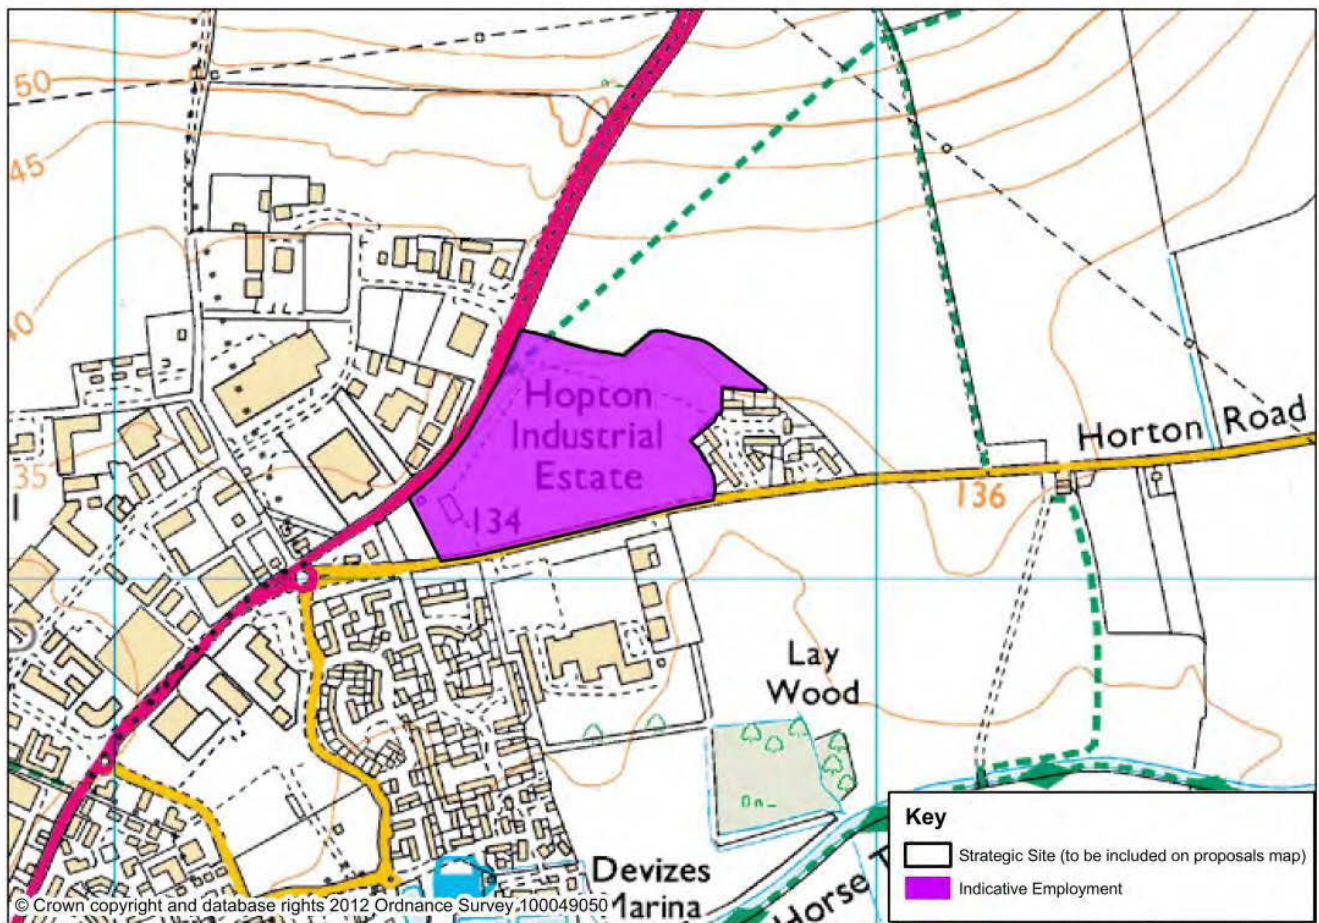 50
45
40
35
Hopton
Industrial
Estate
134
Horton Road
136
Lay
Wood
Devizes
Marina
Horse
Key
Strategic Site (to be included on proposals map)
Indicative Employment
© Crown copyright and database rights 2012 Ordnance Survey 100049050